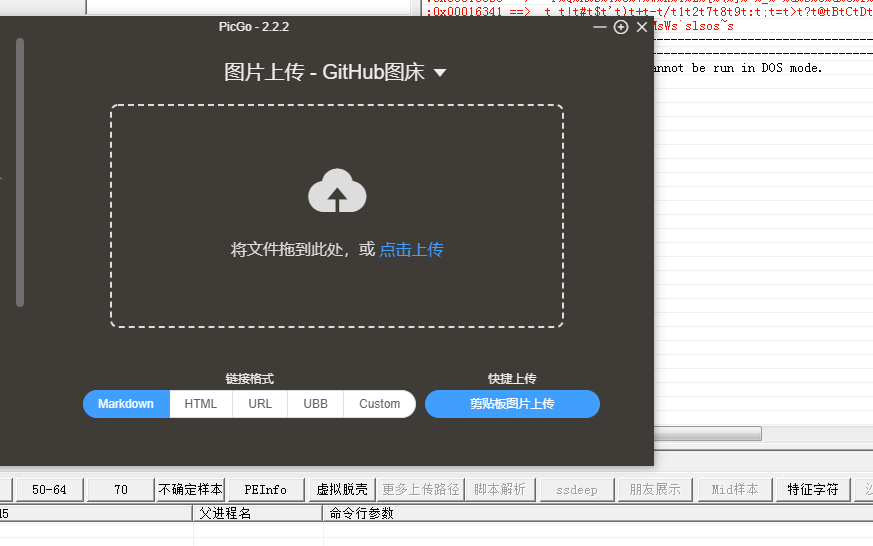 :0x00016341 ==>
PicGo - 2.2.2
图片上传 - GitHub图床
annot be run in DOS mode.
将文件拖到此处，或 点击上传
链接格式
快捷上传
Markdown HTML URL UBB Custom
剪贴板图片上传
50-64 70 不确定样本 PEInfo 虚拟脱壳 更多上传路径 脚本解析 ssdeep 朋友展示 Mid样本 特征字符
父进程名 命令行参数